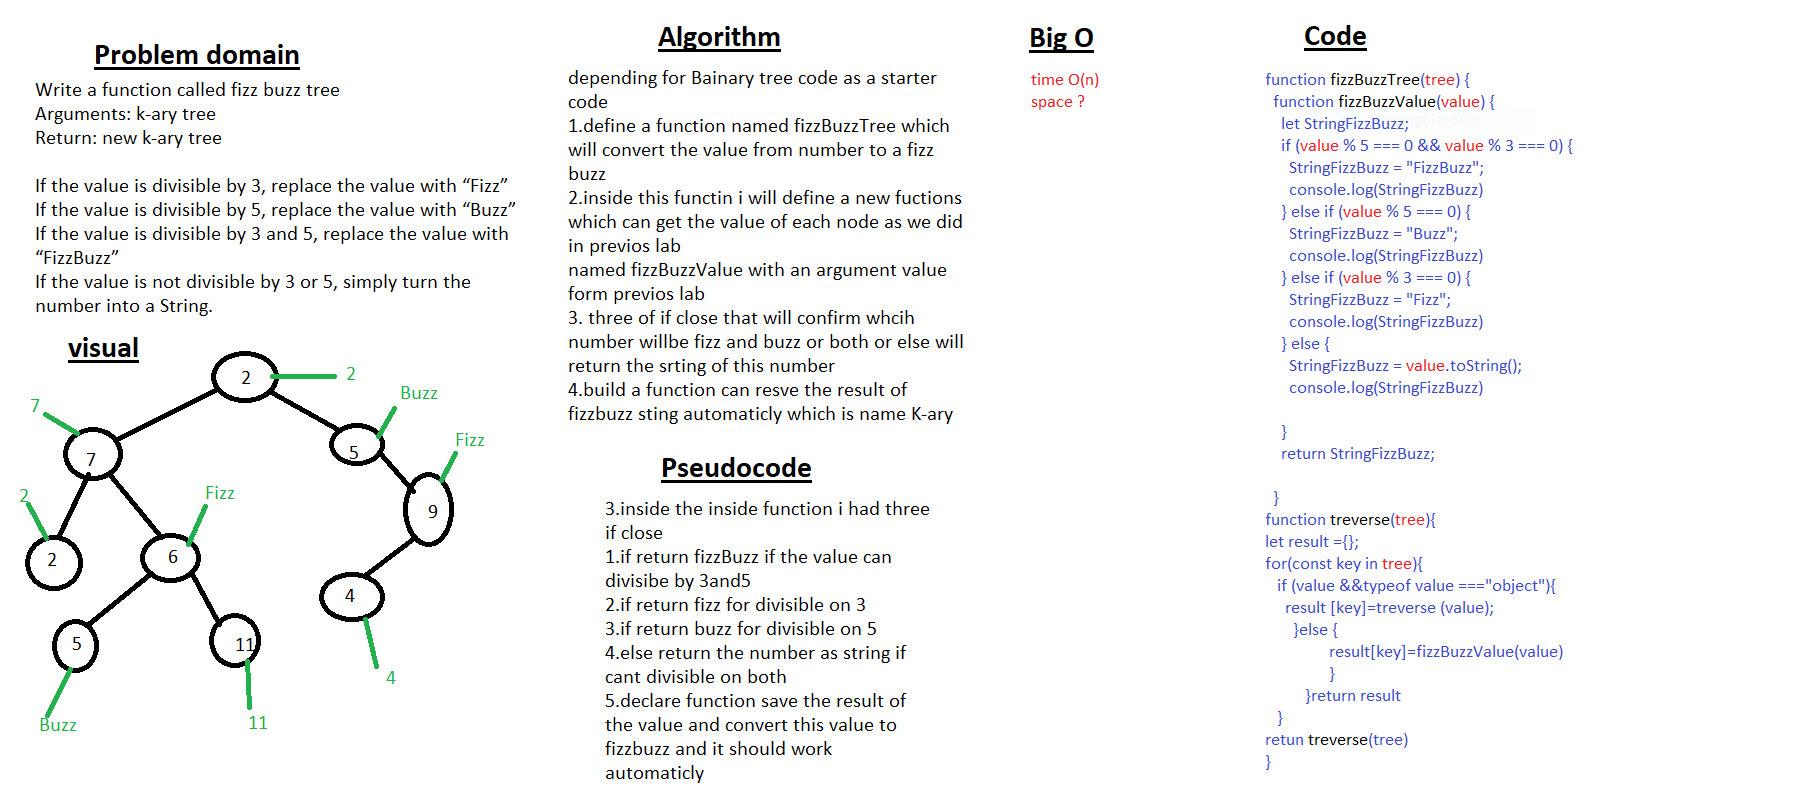 Problem domain
Write a function called fizz buzz tree
Arguments: k-ary tree
Return: new k-ary tree
If the value is divisible by 3, replace the value with “Fizz”
If the value is divisible by 5, replace the value with “Buzz”
If the value is divisible by 3 and 5, replace the value with
“FizzBuzz”
If the value is not divisible by 3 or 5, simply turn the
number into a String.
visual
2
2
Buzz
7
5
Fizz
7
2
Fizz
9
2
6
4
5
11
4
Buzz
11
Algorithm
depending for Bainary tree code as a starter
code
1.define a function named fizzBuzzTree which
will convert the value from number to a fizz
buzz
2.inside this functin i will define a new fuctions
which can get the value of each node as we did
in previos lab
named fizzBuzzValue with an argument value
form previos lab
3. three of if close that will confirm whcih
number willbe fizz and buzz or both or else will
return the srting of this number
4.build a function can resve the result of
fizzbuzz sting automaticly which is name K-ary
Pseudocode
3.inside the inside function i had three
if close
1.if return fizzBuzz if the value can
divisibe by 3and5
2.if return fizz for divisible on 3
3.if return buzz for divisible on 5
4.else return the number as string if
cant divisible on both
5.declare function save the result of
the value and convert this value to
fizzbuzz and it should work
automaticly
Big O
time O(n)
space ?
Code
function fizzBuzzTree(tree) {
function fizzBuzzValue(value) {
let StringFizzBuzz;
if (value % 5 === 0 && value % 3 === 0) {
StringFizzBuzz = "FizzBuzz";
console.log(StringFizzBuzz)
} else if (value % 5 === 0) {
StringFizzBuzz = "Buzz";
console.log(StringFizzBuzz)
} else if (value % 3 === 0) {
StringFizzBuzz = "Fizz";
console.log(StringFizzBuzz)
} else {
StringFizzBuzz = value.toString();
console.log(StringFizzBuzz)
}
return StringFizzBuzz;
}
function treverse(tree){
let result ={};
for(const key in tree){
if (value &&typeof value ==="object"){
result [key]=treverse (value);
}else {
result[key]=fizzBuzzValue(value)
}
}return result
}
retun treverse(tree)
}